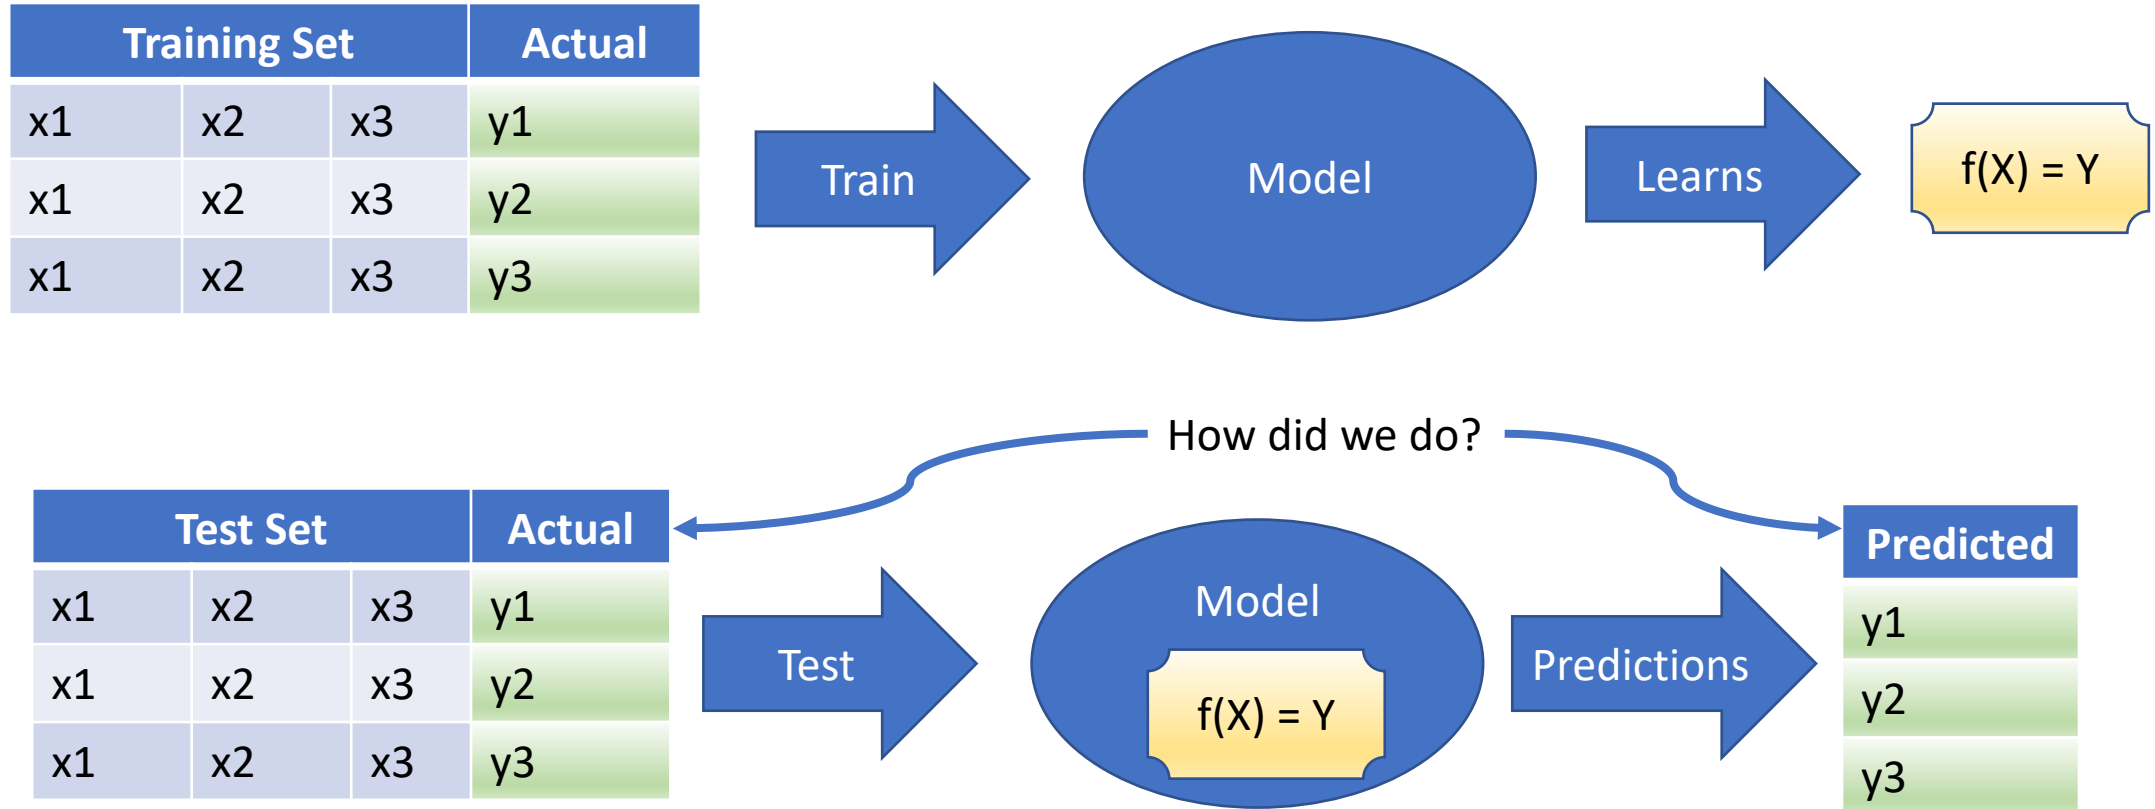 Training Set Actual
x1 x2 x3 y1
x1 x2 x3 y2
x1 x2 x3 y3
Train
Model
Learns
f(X) = Y
How did we do?
Test Set Actual
x1 x2 x3 y1
x1 x2 x3 y2
x1 x2 x3 y3
Test
Model
f(X) = Y
Predictions
Predicted
y1
y2
y3